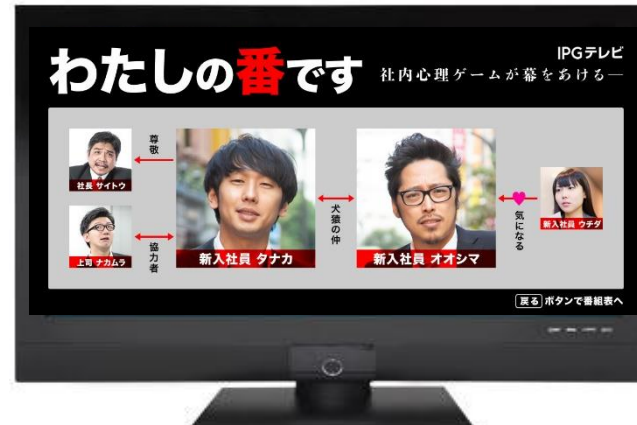 わたしの番です
IPGテレビ
社内心理ゲームが幕をあける―
社長 サイトウ
尊敬
上司 ナカムラ
協力者
新入社員 タナカ
犬猿の仲
新入社員 オオシマ
気になる
新入社員 ウチダ
戻る ボタンで番組表へ